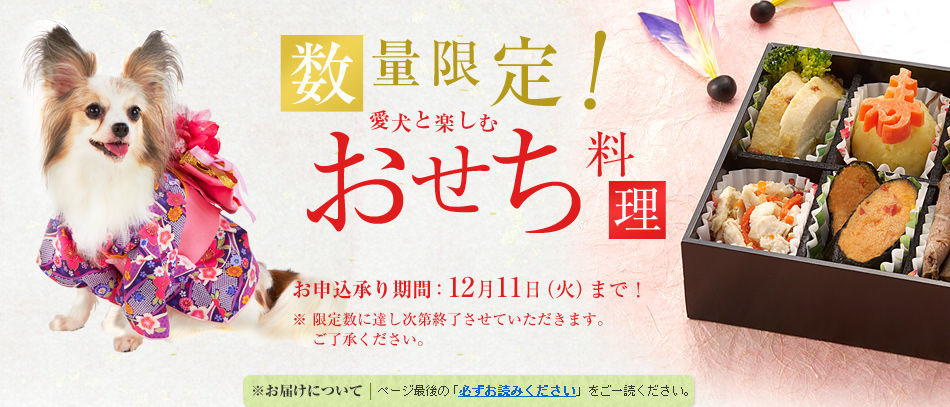 数量限定!
愛犬と楽しむ
おせち料理
お申込承り期間：12月11日（火）まで！
※ 限定数に達し次第終了させていただきます。
ご了承ください。
※お届けについて ページ最後の「必ずお読みください」をご一読ください。